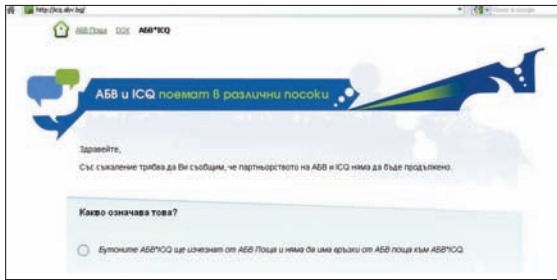 http://icq.abv.bg/
АБВ Поща DOX АБВ*ICQ
АБВ и ICQ поемат в различни посоки
Здравейте,
Със съжаление трябва да Ви съобщим, че партньорството на АБВ и ICQ няма да бъде продължено.
Какво означава това?
Бутоните АБВ*ICQ ще изчезнат от АБВ Поща и няма да има връзки от АБВ поща към АБВ*ICQ.